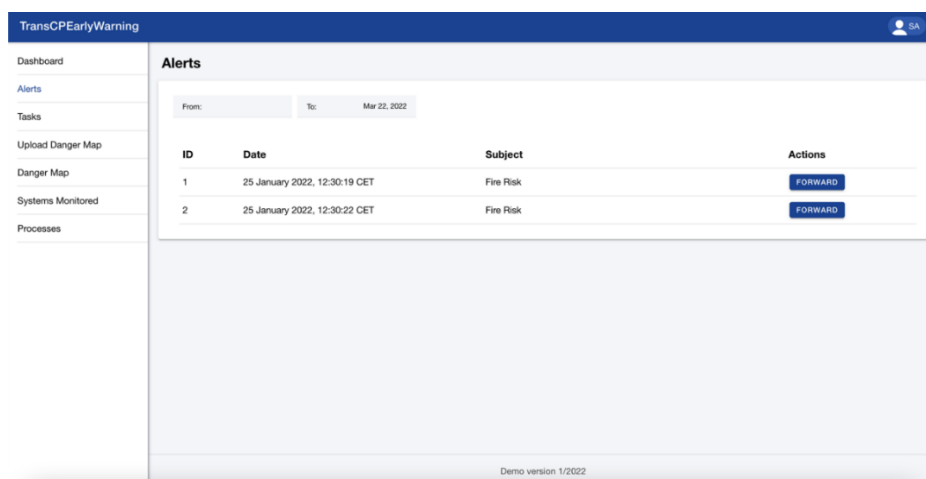 TransCPEarlyWarning
SA
Dashboard
Alerts
Tasks
Upload Danger Map
Danger Map
Systems Monitored
Processes
Alerts
From: To: Mar 22, 2022
ID Date Subject Actions
1 25 January 2022, 12:30:19 CET Fire Risk FORWARD
2 25 January 2022, 12:30:22 CET Fire Risk FORWARD
Demo version 1/2022